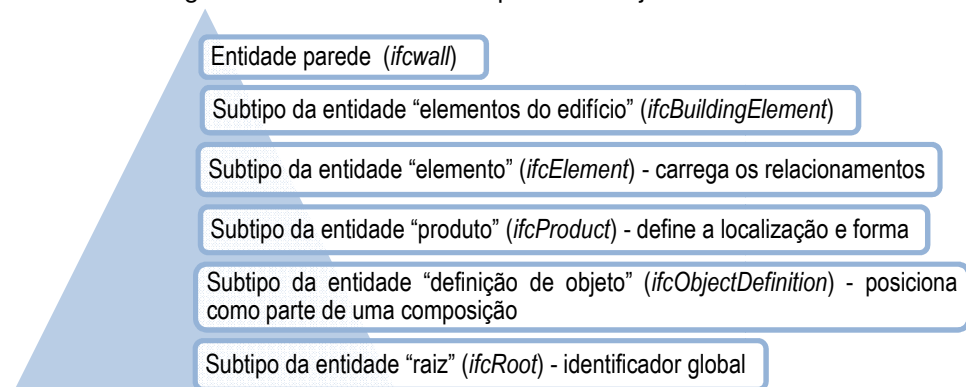 Entidade parede (ifcwall)
Subtipo da entidade “elementos do edifício” (ifcBuildingElement)
Subtipo da entidade “elemento” (ifcElement) - carrega os relacionamentos
Subtipo da entidade “produto” (ifcProduct) - define a localização e forma
Subtipo da entidade “definição de objeto” (ifcObjectDefinition) - posiciona
como parte de uma composição
Subtipo da entidade “raiz” (ifcRoot) - identificador global